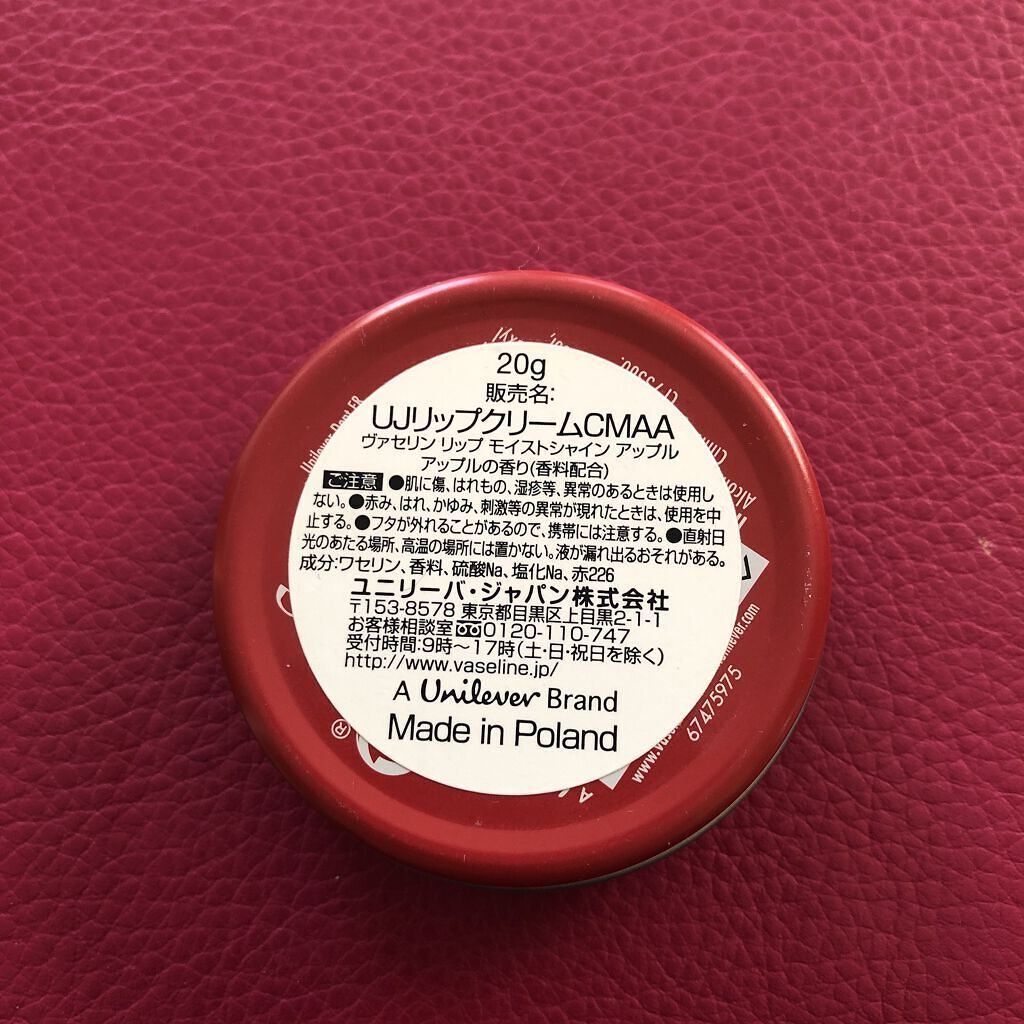 20g
販売名:
UJリップクリームCMAA
ヴァセリン リップ モイストシャイン アップル
アップルの香り(香料配合)
ご注意 ●肌に傷、はれもの、湿疹等、異常のあるときは使用し
ない。●赤み、はれ、かゆみ、刺激等の異常が現れたときは、使用を中
止する。●フタが外れることがあるので、携帯には注意する。●直射日
光のあたる場所、高温の場所には置かない。液が漏れ出るおそれがある。
成分:ワセリン、香料、硫酸Na、塩化Na、赤226
ユニリーバ・ジャパン株式会社
〒153-8578 東京都目黒区上目黒2-1-1
お客様相談室 0120-110-747
受付時間:9時～17時(土・日・祝日を除く)
http://www.vaseline.jp/
A Unilever Brand
Made in Poland
Unilever Dept ER
67475975
®